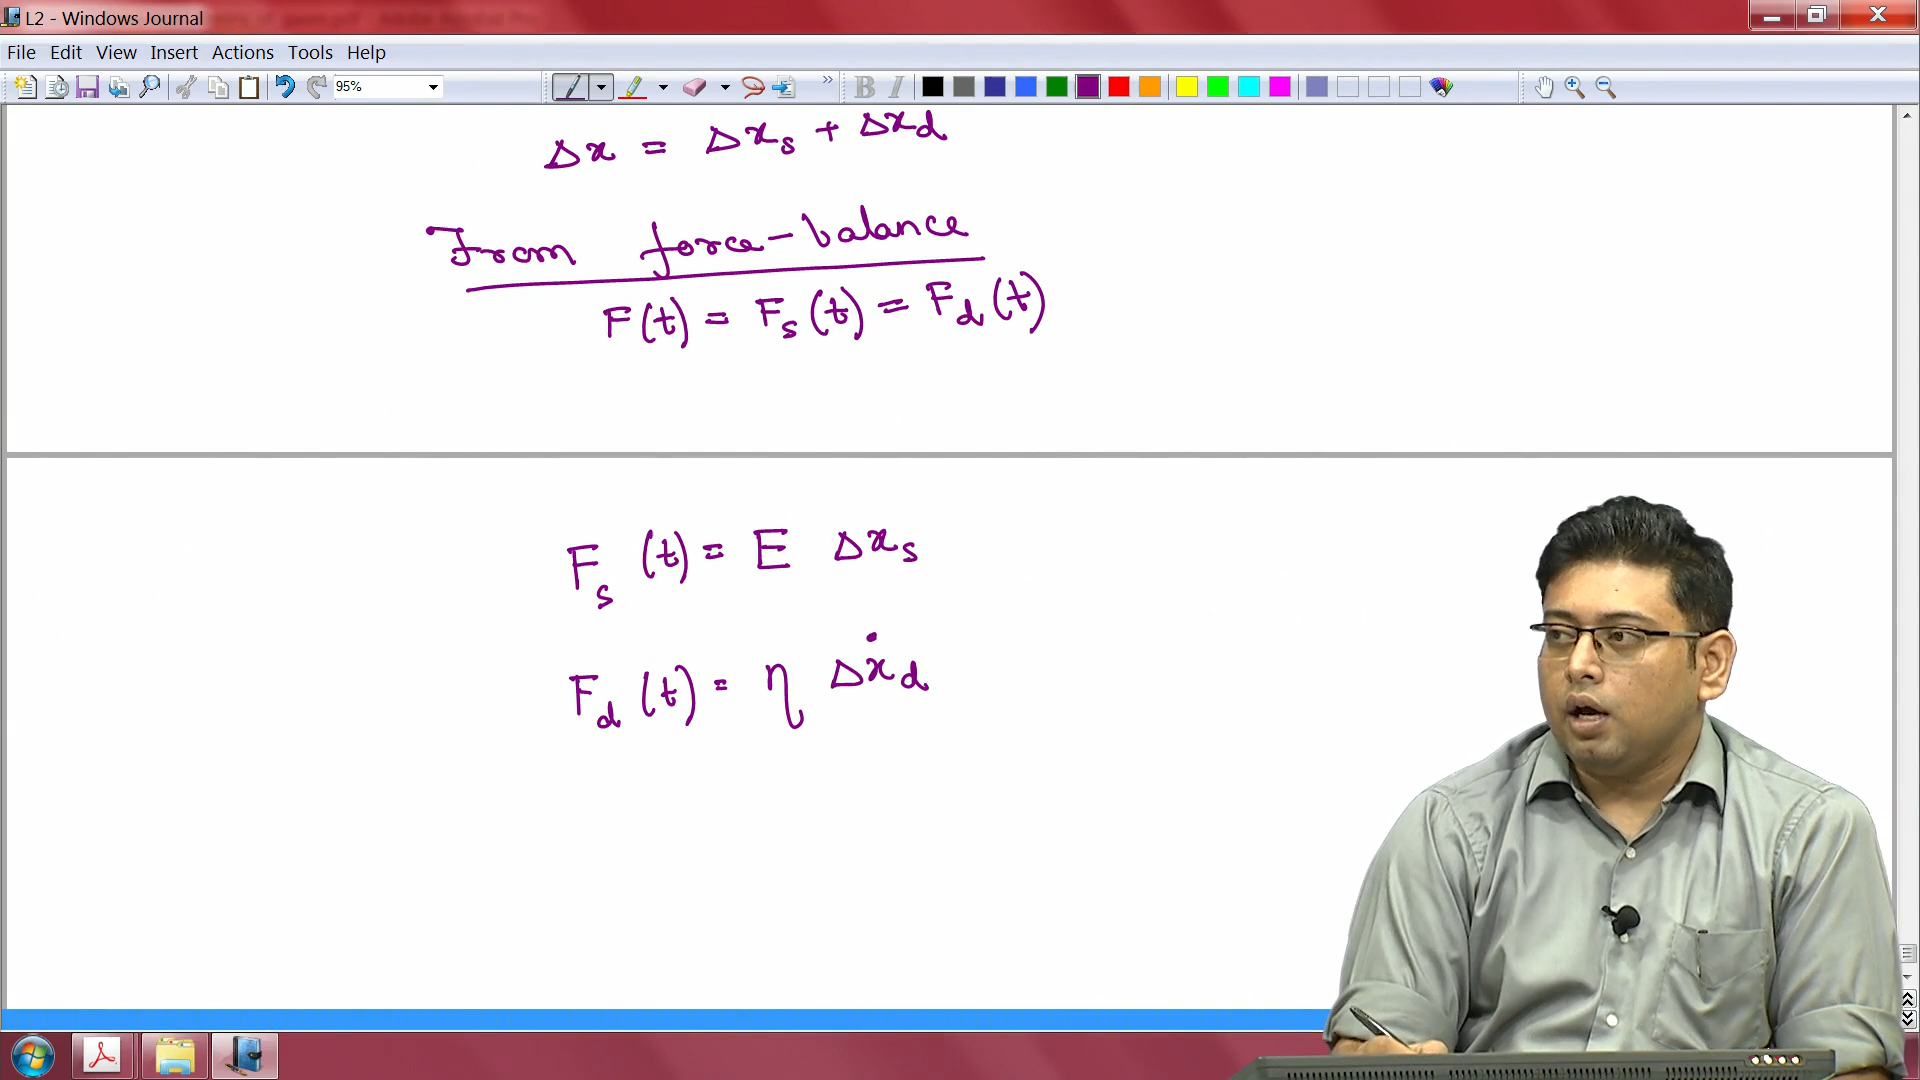 L2 - Windows Journal
File Edit View Insert Actions Tools Help
95%
Δx = Δx_s + Δx_d
From force-balance
F(t) = F_s(t) = F_d(t)
F_s(t) = E Δx_s
F_d(t) = η Δẋ_d